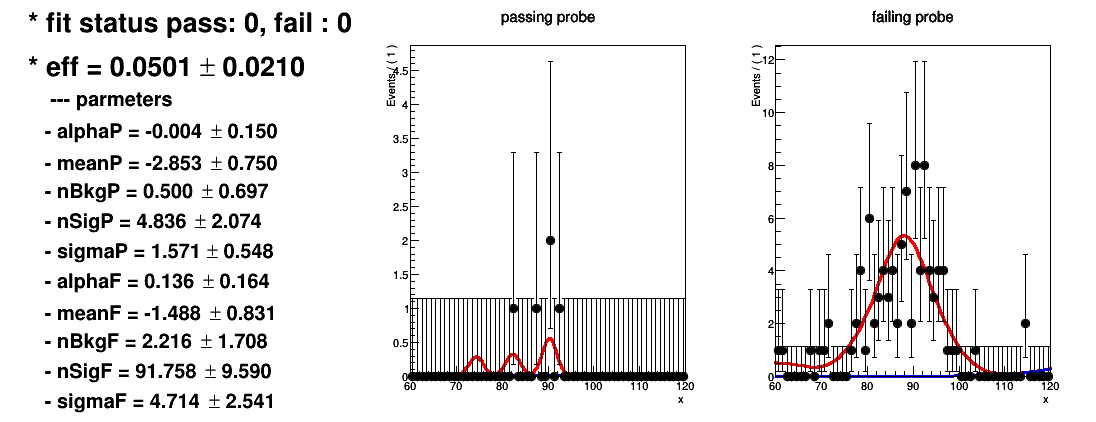 * fit status pass: 0, fail : 0
* eff = 0.0501 ± 0.0210
--- parmeters
- alphaP = -0.004 ± 0.150
- meanP = -2.853 ± 0.750
- nBkgP = 0.500 ± 0.697
- nSigP = 4.836 ± 2.074
- sigmaP = 1.571 ± 0.548
- alphaF = 0.136 ± 0.164
- meanF = -1.488 ± 0.831
- nBkgF = 2.216 ± 1.708
- nSigF = 91.758 ± 9.590
- sigmaF = 4.714 ± 2.541
passing probe
Events / ( 1 )
4.5
4
3.5
3
2.5
2
1.5
1
0.5
0
60 70 80 90 100 110 120
x
failing probe
Events / ( 1 )
12
10
8
6
4
2
0
60 70 80 90 100 110 120
x